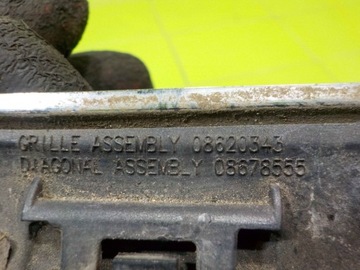 GRILLE ASSEMBLY 08620343
DIAGONAL ASSEMBLY 08678555